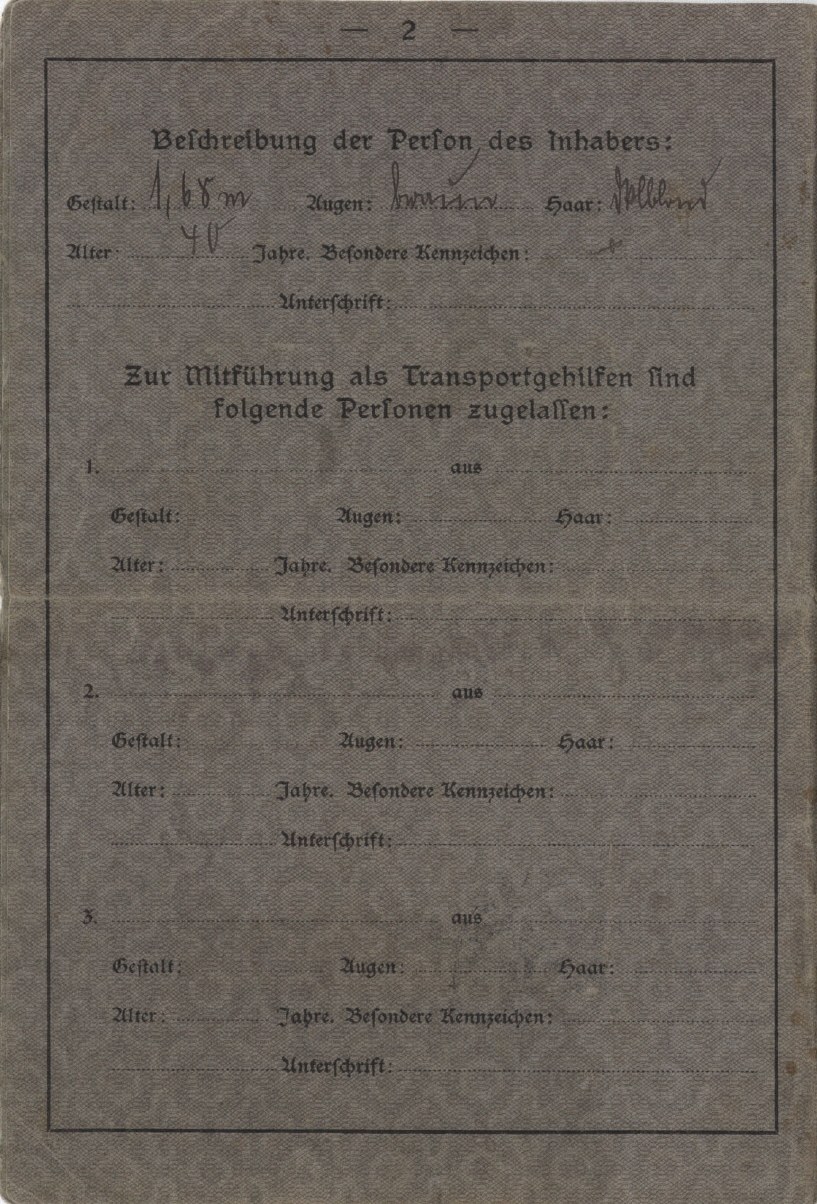 — 2 —
Beſchreibung der Perſon des Inhabers:
Geſtalt: 1,68 m Augen: braun Haar:
Alter: 40 Jahre. Beſondere Kennzeichen:
Unterſchrift:
Zur Mitführung als Transportgehilfen ſind
folgende Perſonen zugelaſſen:
1. aus
Geſtalt: Augen: Haar:
Alter: Jahre. Beſondere Kennzeichen:
Unterſchrift:
2. aus
Geſtalt: Augen: Haar:
Alter: Jahre. Beſondere Kennzeichen:
Unterſchrift:
3. aus
Geſtalt: Augen: Haar:
Alter: Jahre. Beſondere Kennzeichen:
Unterſchrift: